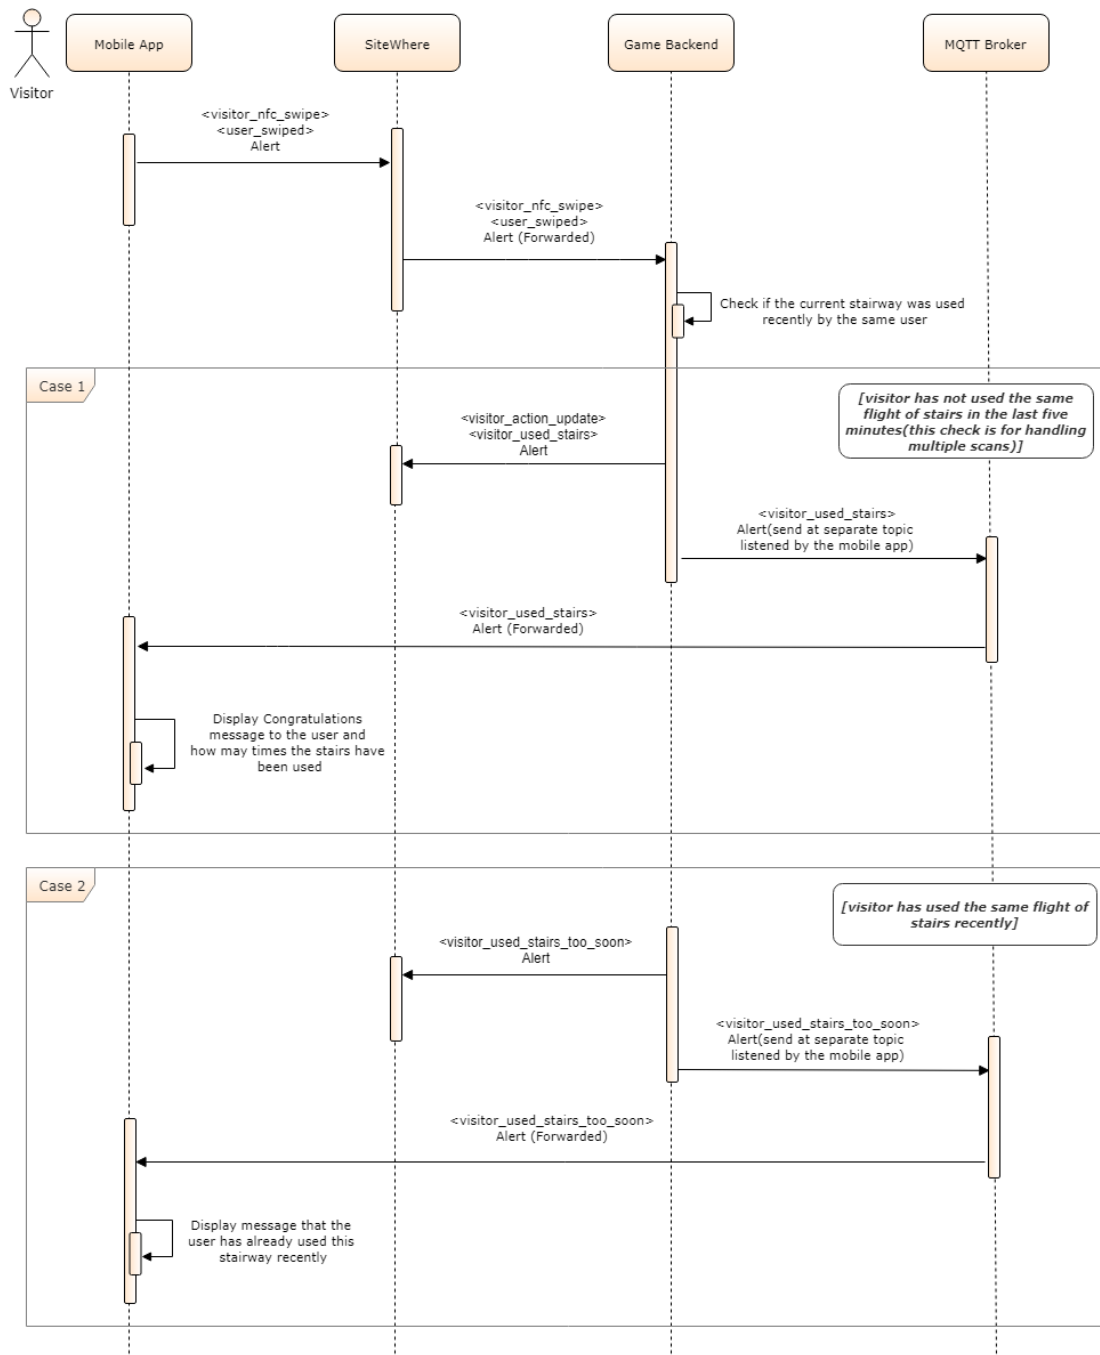 Visitor
Mobile App
SiteWhere
Game Backend
MQTT Broker
<visitor_nfc_swipe>
<user_swiped>
Alert
<visitor_nfc_swipe>
<user_swiped>
Alert (Forwarded)
Check if the current stairway was used
recently by the same user
Case 1
[visitor has not used the same
flight of stairs in the last five
minutes(this check is for handling
multiple scans)]
<visitor_action_update>
<visitor_used_stairs>
Alert
<visitor_used_stairs>
Alert(send at separate topic
listened by the mobile app)
<visitor_used_stairs>
Alert (Forwarded)
Display Congratulations
message to the user and
how may times the stairs have
been used
Case 2
[visitor has used the same flight of
stairs recently]
<visitor_used_stairs_too_soon>
Alert
<visitor_used_stairs_too_soon>
Alert(send at separate topic
listened by the mobile app)
<visitor_used_stairs_too_soon>
Alert (Forwarded)
Display message that the
user has already used this
stairway recently